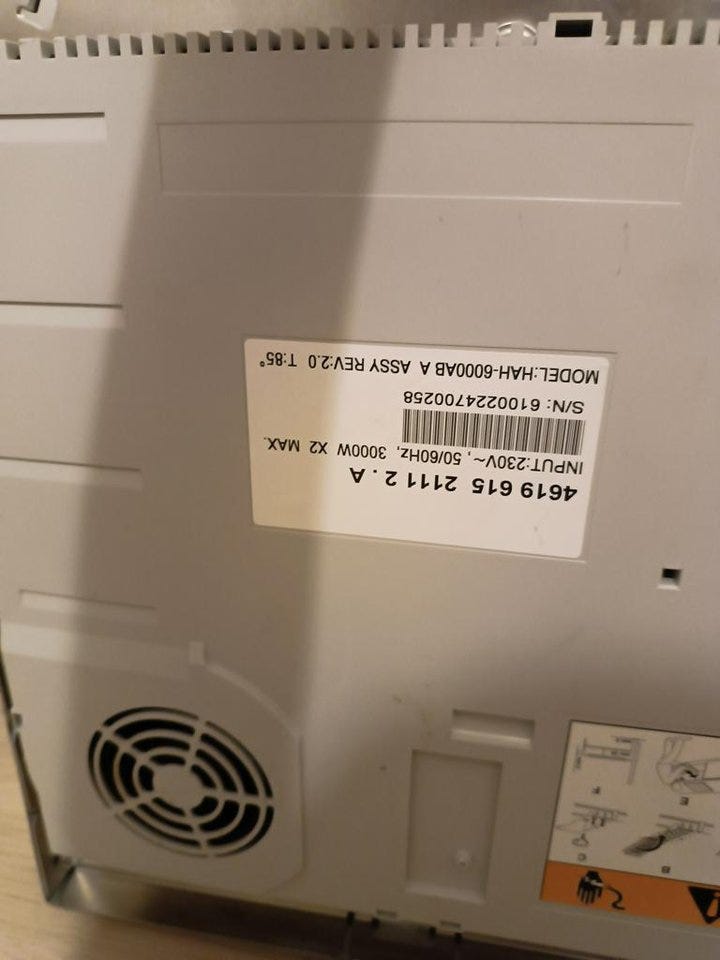 4619 615 2111 2 . A
INPUT:230V~, 50/60Hz, 3000W X2 MAX.
S/N: 6100224700258
MODEL:HAH-6000AB A ASSY REV:2.0 T:85°